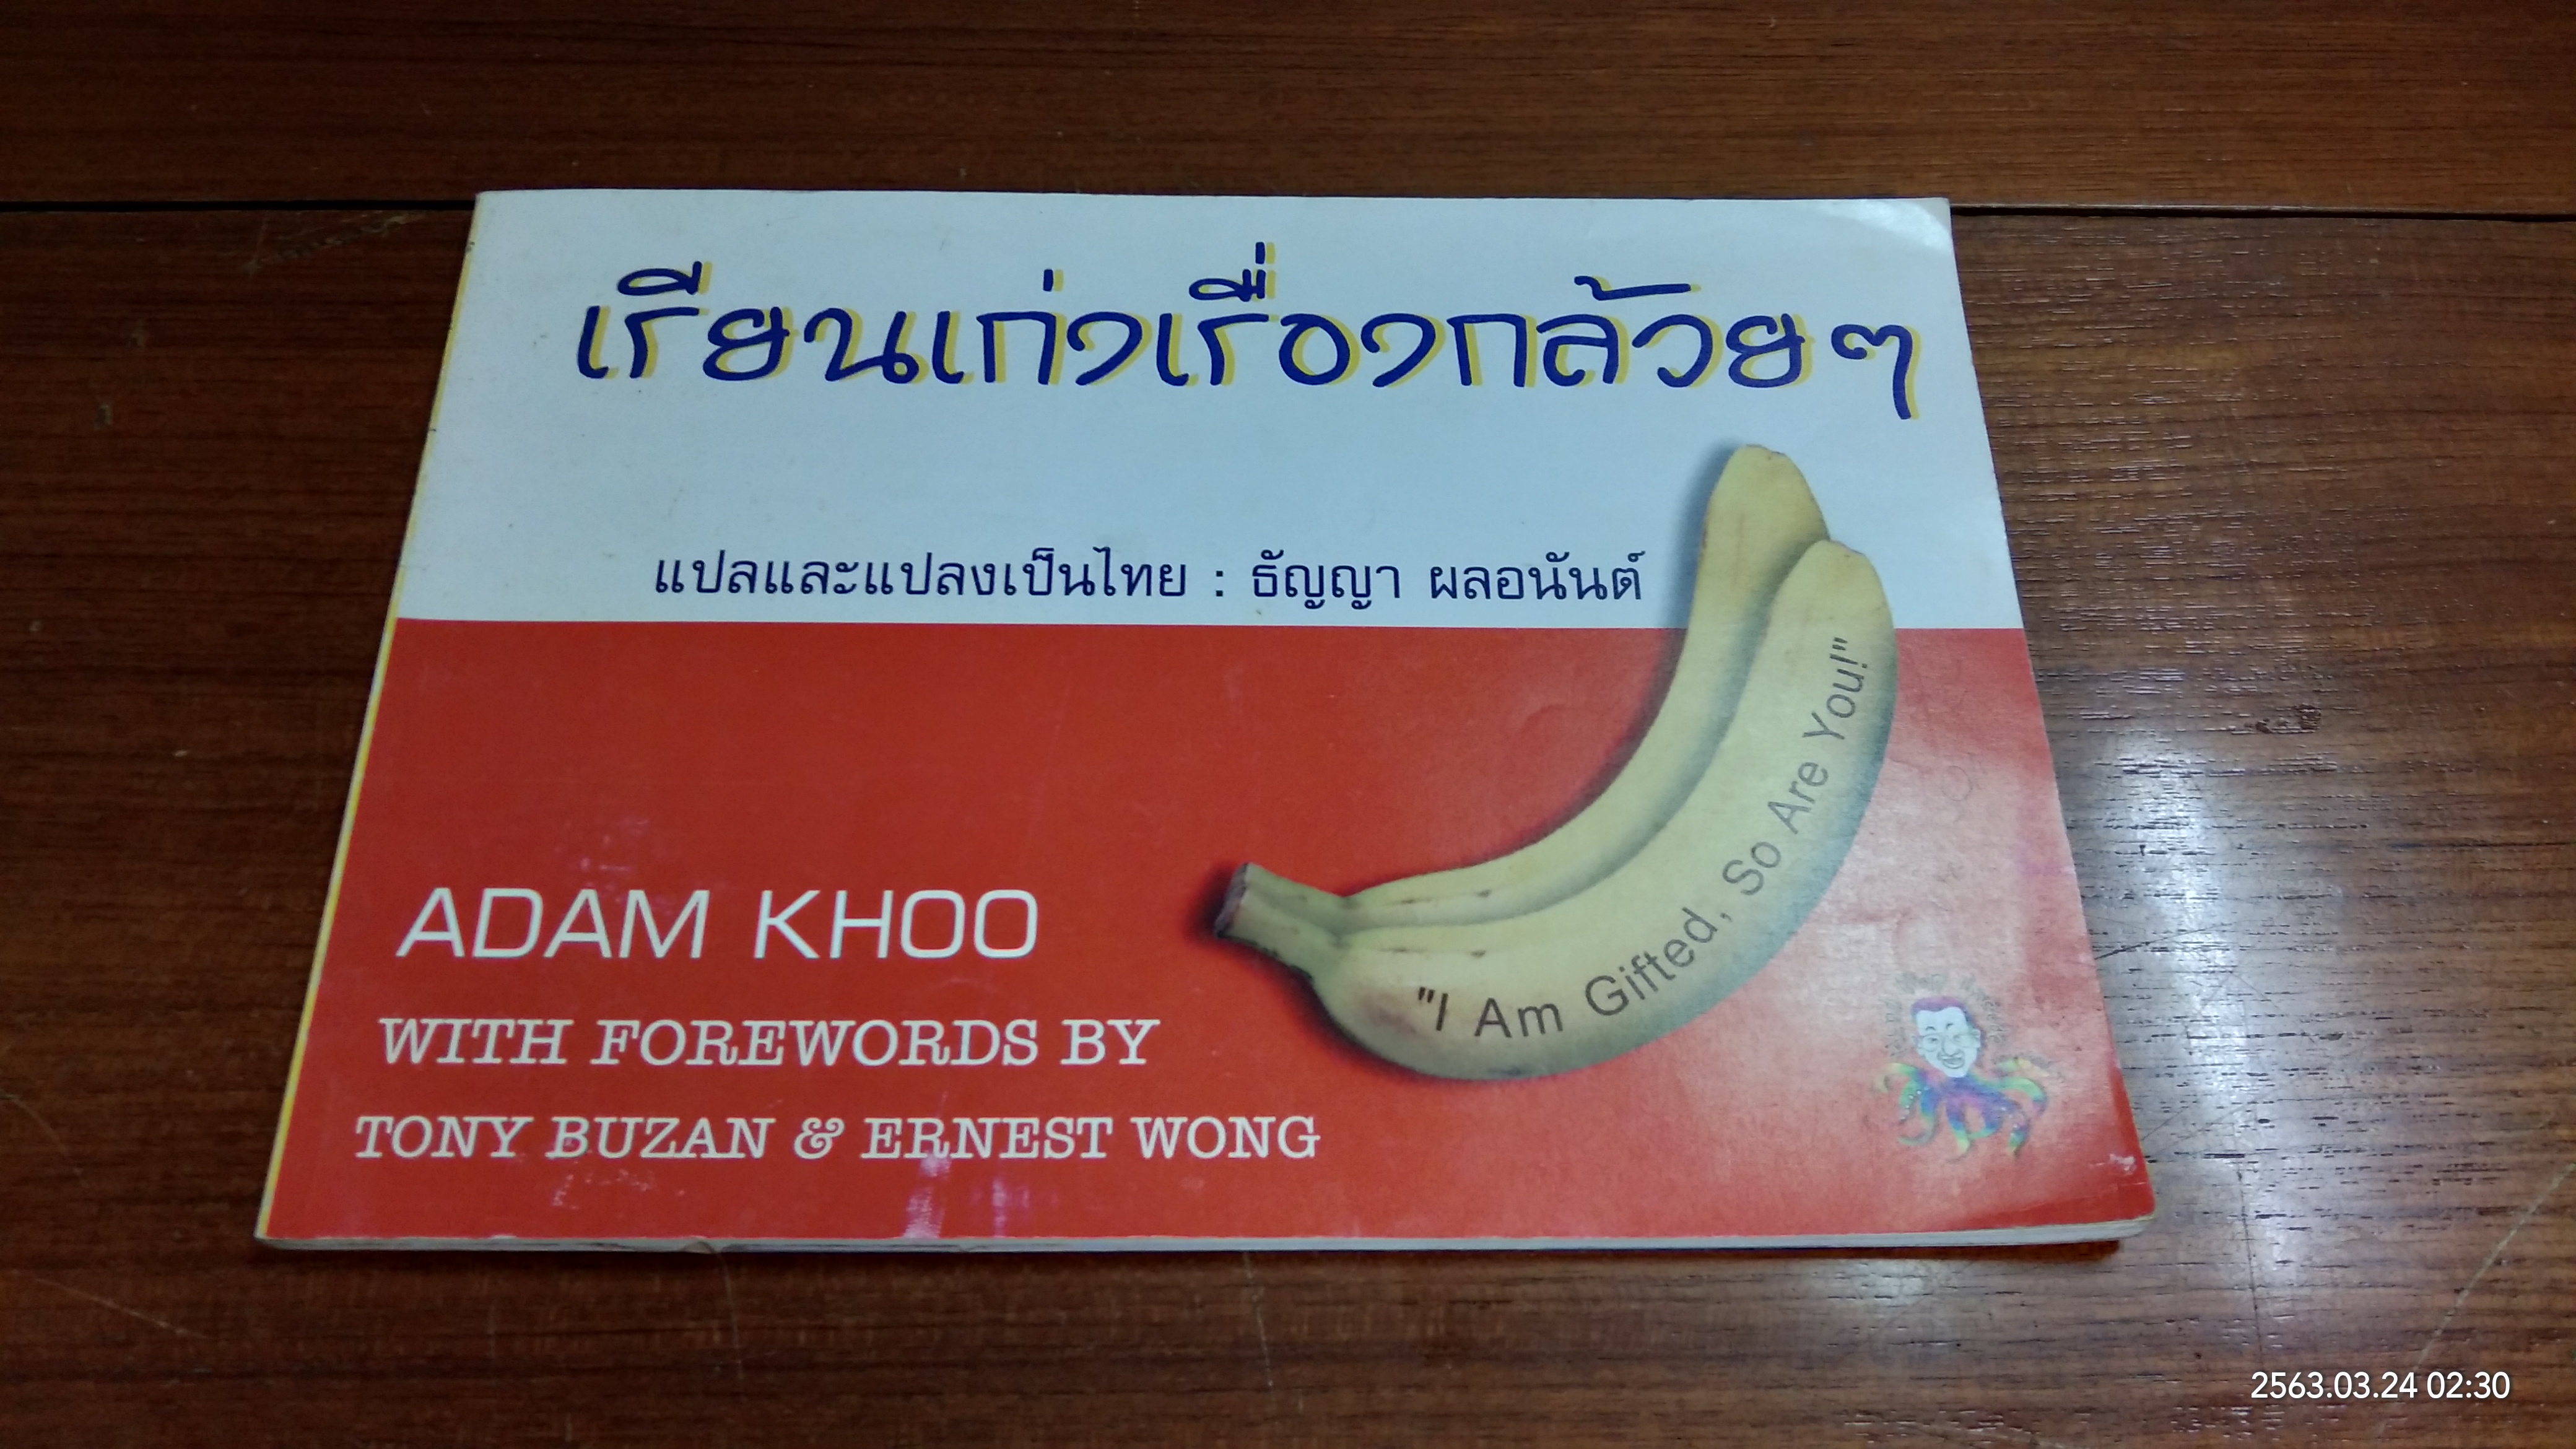 เรียนเก่งเรื่องกล้วยๆ
แปลและแปลงเป็นไทย : ธัญญา ผลอนันต์
"I Am Gifted, So Are You!"
ADAM KHOO
WITH FOREWORDS BY
TONY BUZAN & ERNEST WONG
2563.03.24 02:30